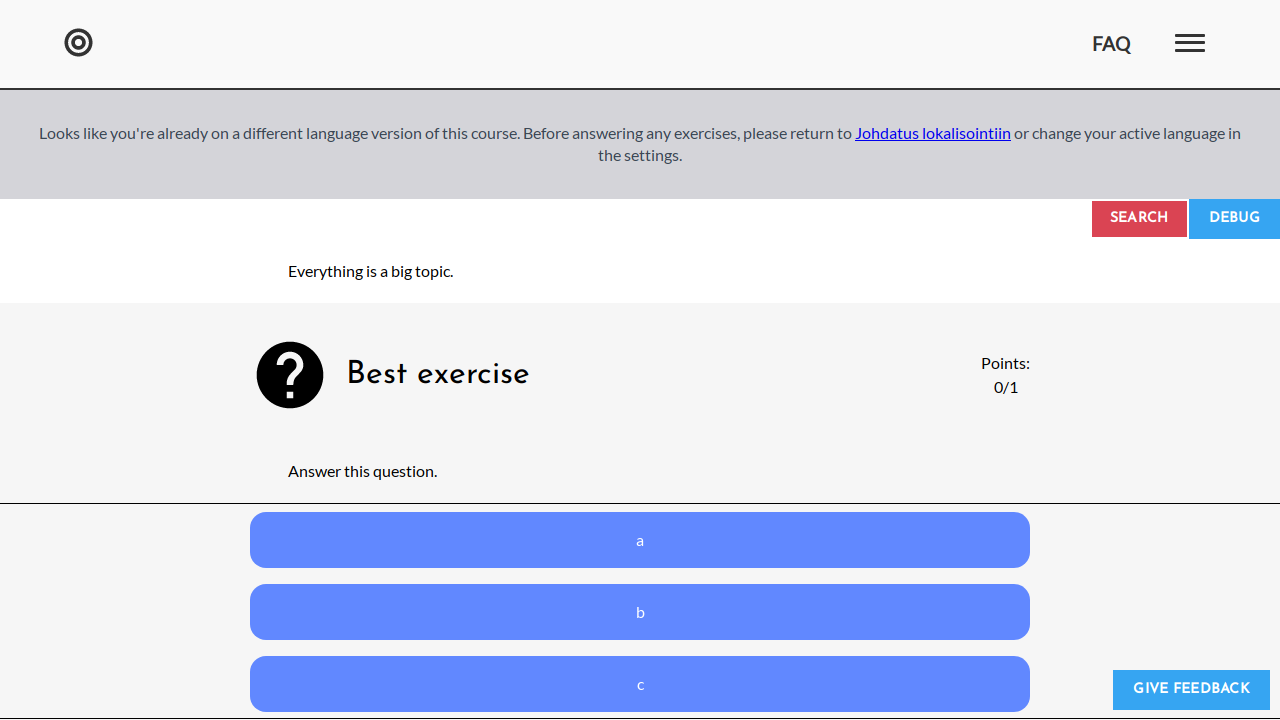 FAQ
Looks like you're already on a different language version of this course. Before answering any exercises, please return to Johdatus lokalisointiin or change your active language in
the settings.
SEARCH
DEBUG
Everything is a big topic.
Best exercise
Points:
0/1
Answer this question.
a
b
c
GIVE FEEDBACK